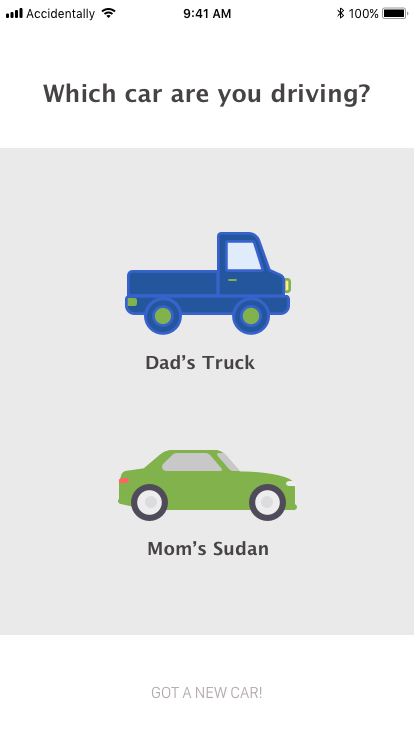 Accidentally 9:41 AM 100%
Which car are you driving?
Dad's Truck
Mom's Sudan
GOT A NEW CAR!